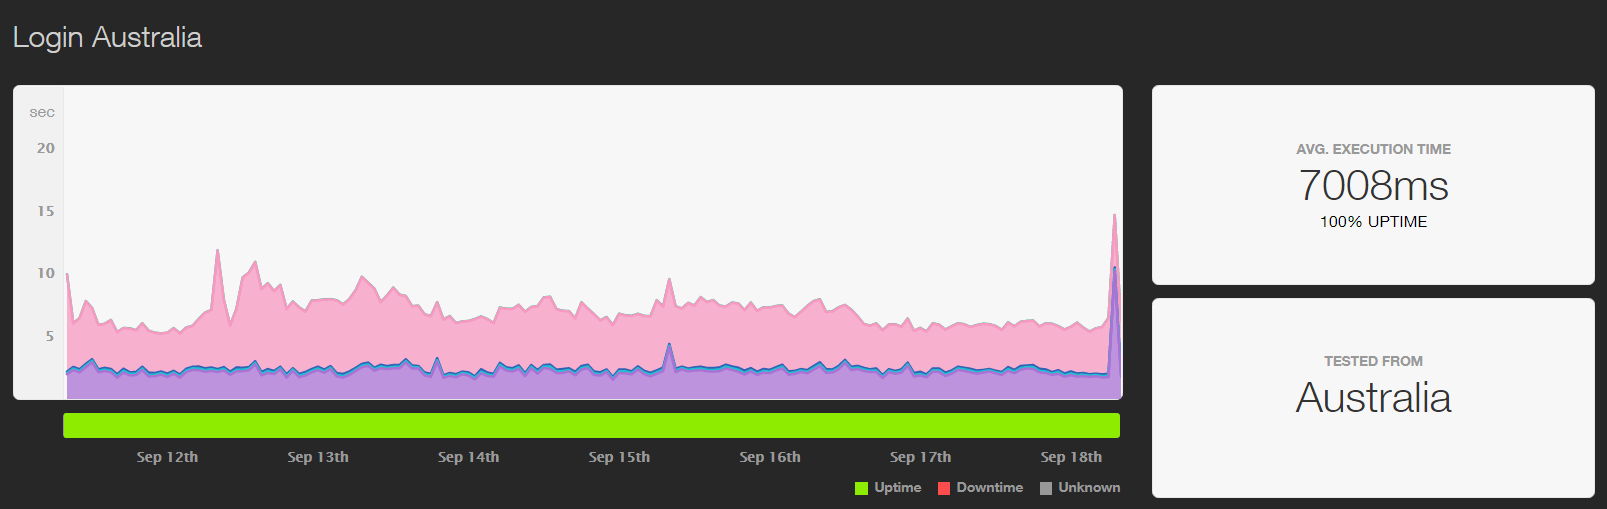 Login Australia
sec
20
15
10
5
Sep 12th Sep 13th Sep 14th Sep 15th Sep 16th Sep 17th Sep 18th
Uptime Downtime Unknown
AVG. EXECUTION TIME
7008ms
100% UPTIME
TESTED FROM
Australia